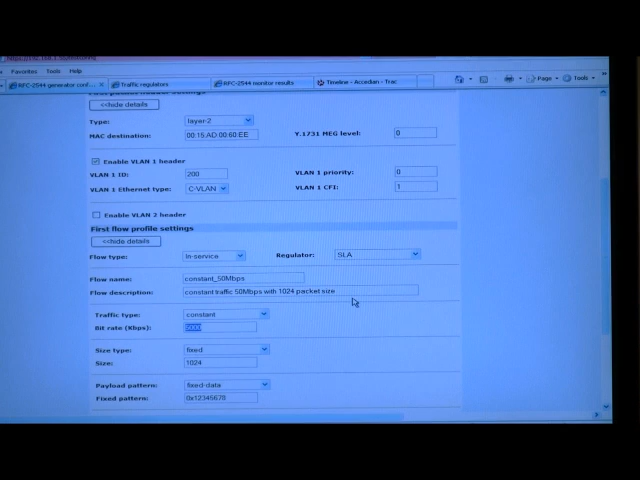 Favorites Tools Help
RFC-2544 generator conf... Traffic regulators RFC-2544 monitor results Timeline - Accedian - Trac
Page Tools
<<hide details
Type: layer-2
MAC destination: 00:15:AD:00:60:EE Y.1731 MEG level: 0
Enable VLAN 1 header
VLAN 1 ID: 200 VLAN 1 priority: 0
VLAN 1 Ethernet type: C-VLAN VLAN 1 CFI: 1
Enable VLAN 2 header
First flow profile settings
<<hide details
Flow type: In-service Regulator: SLA
Flow name: constant_50Mbps
Flow description: constant traffic 50Mbps with 1024 packet size
Traffic type: constant
Bit rate (Kbps): 5000
Size type: fixed
Size: 1024
Payload pattern: fixed-data
Fixed pattern: 0x12345678